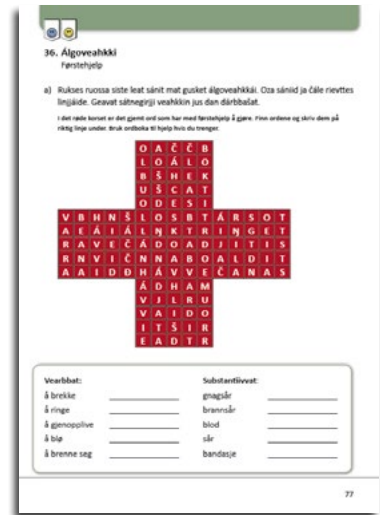 36. Álgoveahkki
Førstehjelp
a) Rukses ruossa siste leat sánit mat gusket álgoveahkkái. Oza sániid ja čále rievttes
linjjáide. Geavat sátnegirjji veahkkin jus dan dárbbašat.
I det røde korset er det gjemt ord som har med førstehjelp å gjøre. Finn ordene og skriv dem på
riktig linje under. Bruk ordboka til hjelp hvis du trenger.
O A Č Č B
L O Á L O
B Š H E K
U Š C A T
O D E S I
V B H N Š L O S B T Á R S O T
A E Á I Á L Ŋ K T R I Ŋ G E T
R A V E Č Á D O A D J I T I S
R N V I Č N N A B O A L D I T
A A I D Đ H Á V V E Č A N A S
Á D H A M
V J L R U
V A I D O
I T Š I R
E A D T R
Vearbbat: Substantiivvat:
å brekke gnagsår
å ringe brannsår
å gjenopplive blod
å blø sår
å brenne seg bandasje
77